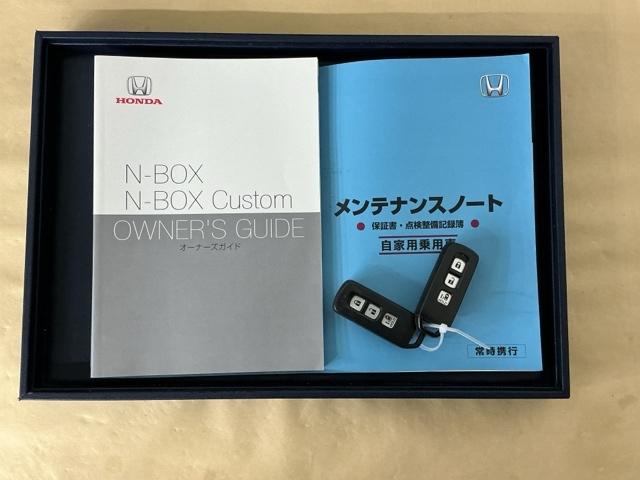 HONDA
N-BOX
N-BOX Custom
OWNER'S GUIDE
オーナーズガイド
メンテナンスノート
保証書・点検整備記録簿
自家用乗用車
常時携行